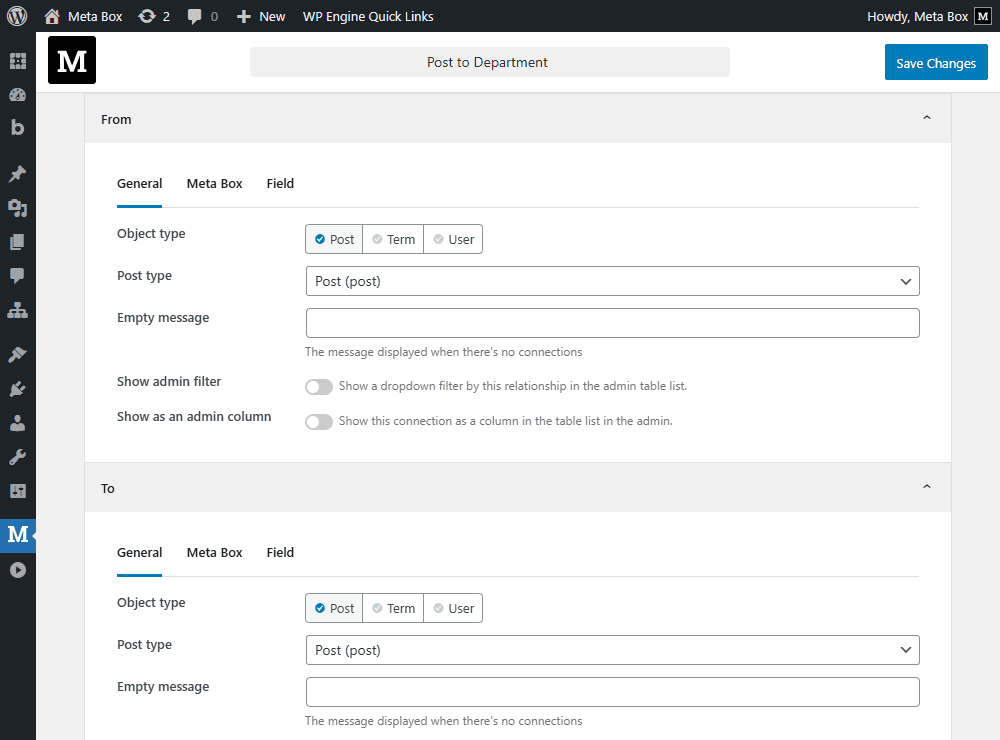 Meta Box 2 0 New WP Engine Quick Links Howdy, Meta Box M
M Post to Department Save Changes
From
General Meta Box Field
Object type Post Term User
Post type Post (post)
Empty message
The message displayed when there's no connections
Show admin filter Show a dropdown filter by this relationship in the admin table list.
Show as an admin column Show this connection as a column in the table list in the admin.
To
M
General Meta Box Field
Object type Post Term User
Post type Post (post)
Empty message
The message displayed when there's no connections